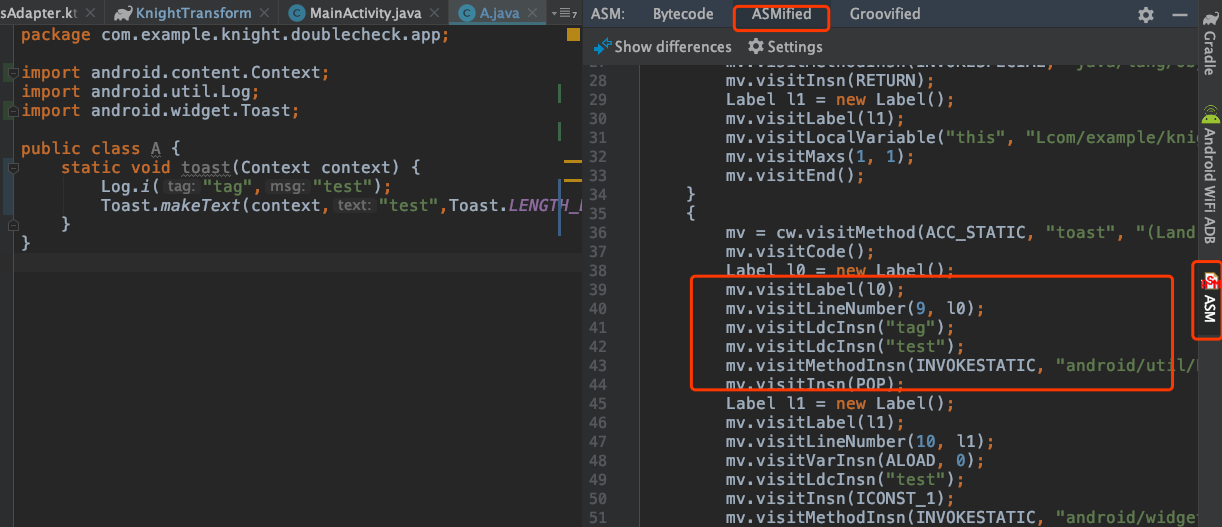 sAdapter.kt
KnightTransform
MainActivity.java
A.java
7
package com.example.knight.doublecheck.app;
import android.content.Context;
import android.util.Log;
import android.widget.Toast;
public class A {
static void toast(Context context) {
Log.i( tag: "tag", msg: "test");
Toast.makeText(context, text: "test",Toast.LENGTH_
}
}
ASM:
Bytecode
ASMified
Groovified
Show differences
Settings
mv.visitMethodInsn(INVOKESPECIAL, "java/lang/Obj
28 mv.visitInsn(RETURN);
29 Label l1 = new Label();
30 mv.visitLabel(l1);
31 mv.visitLocalVariable("this", "Lcom/example/kni
32 mv.visitMaxs(1, 1);
33 mv.visitEnd();
34 }
35 {
36 mv = cw.visitMethod(ACC_STATIC, "toast", "(Land
37 mv.visitCode();
38 Label l0 = new Label();
39 mv.visitLabel(l0);
40 mv.visitLineNumber(9, l0);
41 mv.visitLdcInsn("tag");
42 mv.visitLdcInsn("test");
43 mv.visitMethodInsn(INVOKESTATIC, "android/util/
44 mv.visitInsn(POP);
45 Label l1 = new Label();
46 mv.visitLabel(l1);
47 mv.visitLineNumber(10, l1);
48 mv.visitVarInsn(ALOAD, 0);
49 mv.visitLdcInsn("test");
50 mv.visitInsn(ICONST_1);
51 mv.visitMethodInsn(INVOKESTATIC, "android/widge
Gradle
Android WiFi ADB
ASM